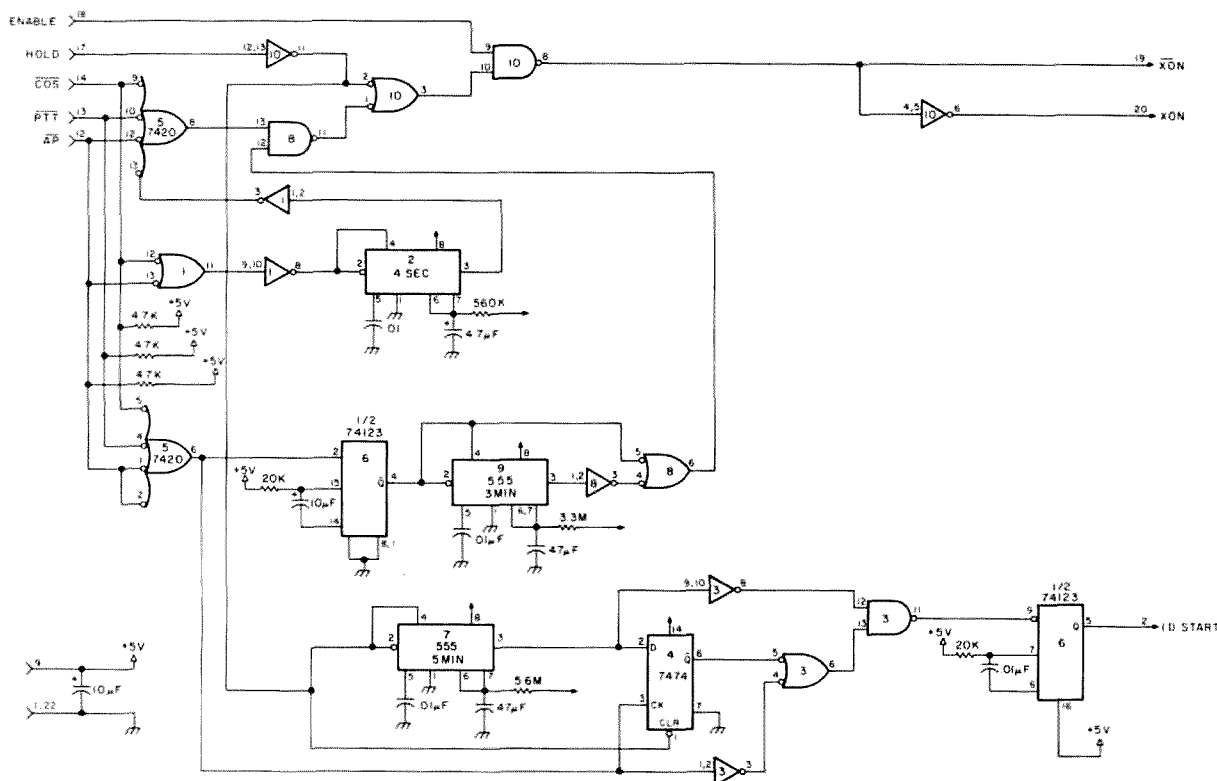 ENABLE 18
HOLD 17 12,13 10 11
COS 14
PTT 13
AP 12
9 10 12 13 5 7420 8
13 12 8 11
2 1 10 3
9 10 10 8
19 XON
4,5 10 6 20 XON
3 1 1,2
12 13 1 11 9,10 1 8
2 4 8 2 4 SEC 3
5 1 6 7 560K
.01 4.7µF
+5V 4.7K
+5V 4.7K
+5V 4.7K
5 4 1 2 5 7420 6
1/2 74123
2 6 Q 4
+5V 20K 15
10µF 14
8,1
2 4 8 9 555 3 MIN 3
5 1 6,7 3.3M
.01µF 47µF
1,2 8 3
5 4 8 6
2 4 8 7 555 5 MIN 3
5 1 6 7 5.6M
.01µF 47µF
9,10 3 8
2 D 14 4 7474 Q 6
3 CK 7
CLR 1
5 4 3 6
1,2 3 3
12 13 3 11
1/2 74123
9 6 Q 5 2 ID START
+5V 20K 7
.01µF 6
16 +5V
9 +5V
10µF
1,22